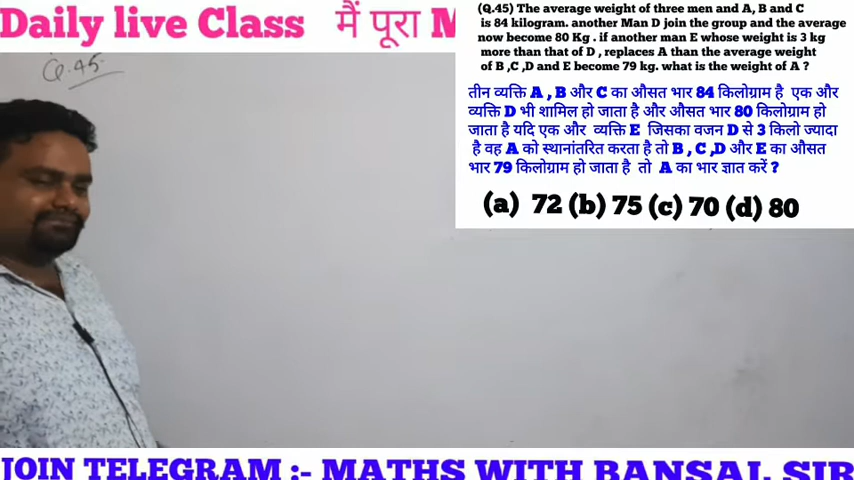 Daily live Class मैं पूरा M
(Q.45) The average weight of three men and A, B and C
is 84 kilogram. another Man D join the group and the average
now become 80 Kg . if another man E whose weight is 3 kg
more than that of D , replaces A than the average weight
of B ,C ,D and E become 79 kg. what is the weight of A ?
तीन व्यक्ति A , B और C का औसत भार 84 किलोग्राम है एक और
व्यक्ति D भी शामिल हो जाता है और औसत भार 80 किलोग्राम हो
जाता है यदि एक और व्यक्ति E जिसका वजन D से 3 किलो ज्यादा
है वह A को स्थानांतरित करता है तो B , C ,D और E का औसत
भार 79 किलोग्राम हो जाता है तो A का भार ज्ञात करें ?
(a) 72 (b) 75 (c) 70 (d) 80
Q.45
JOIN TELEGRAM :- MATHS WITH BANSAL SIR